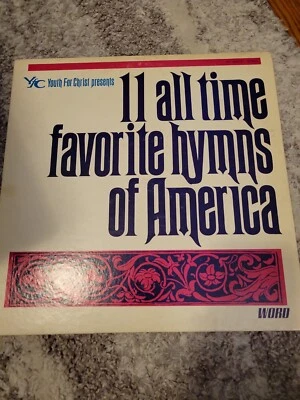 YFC Youth For Christ presents
11 all time
favorite hymns
of America
WORD